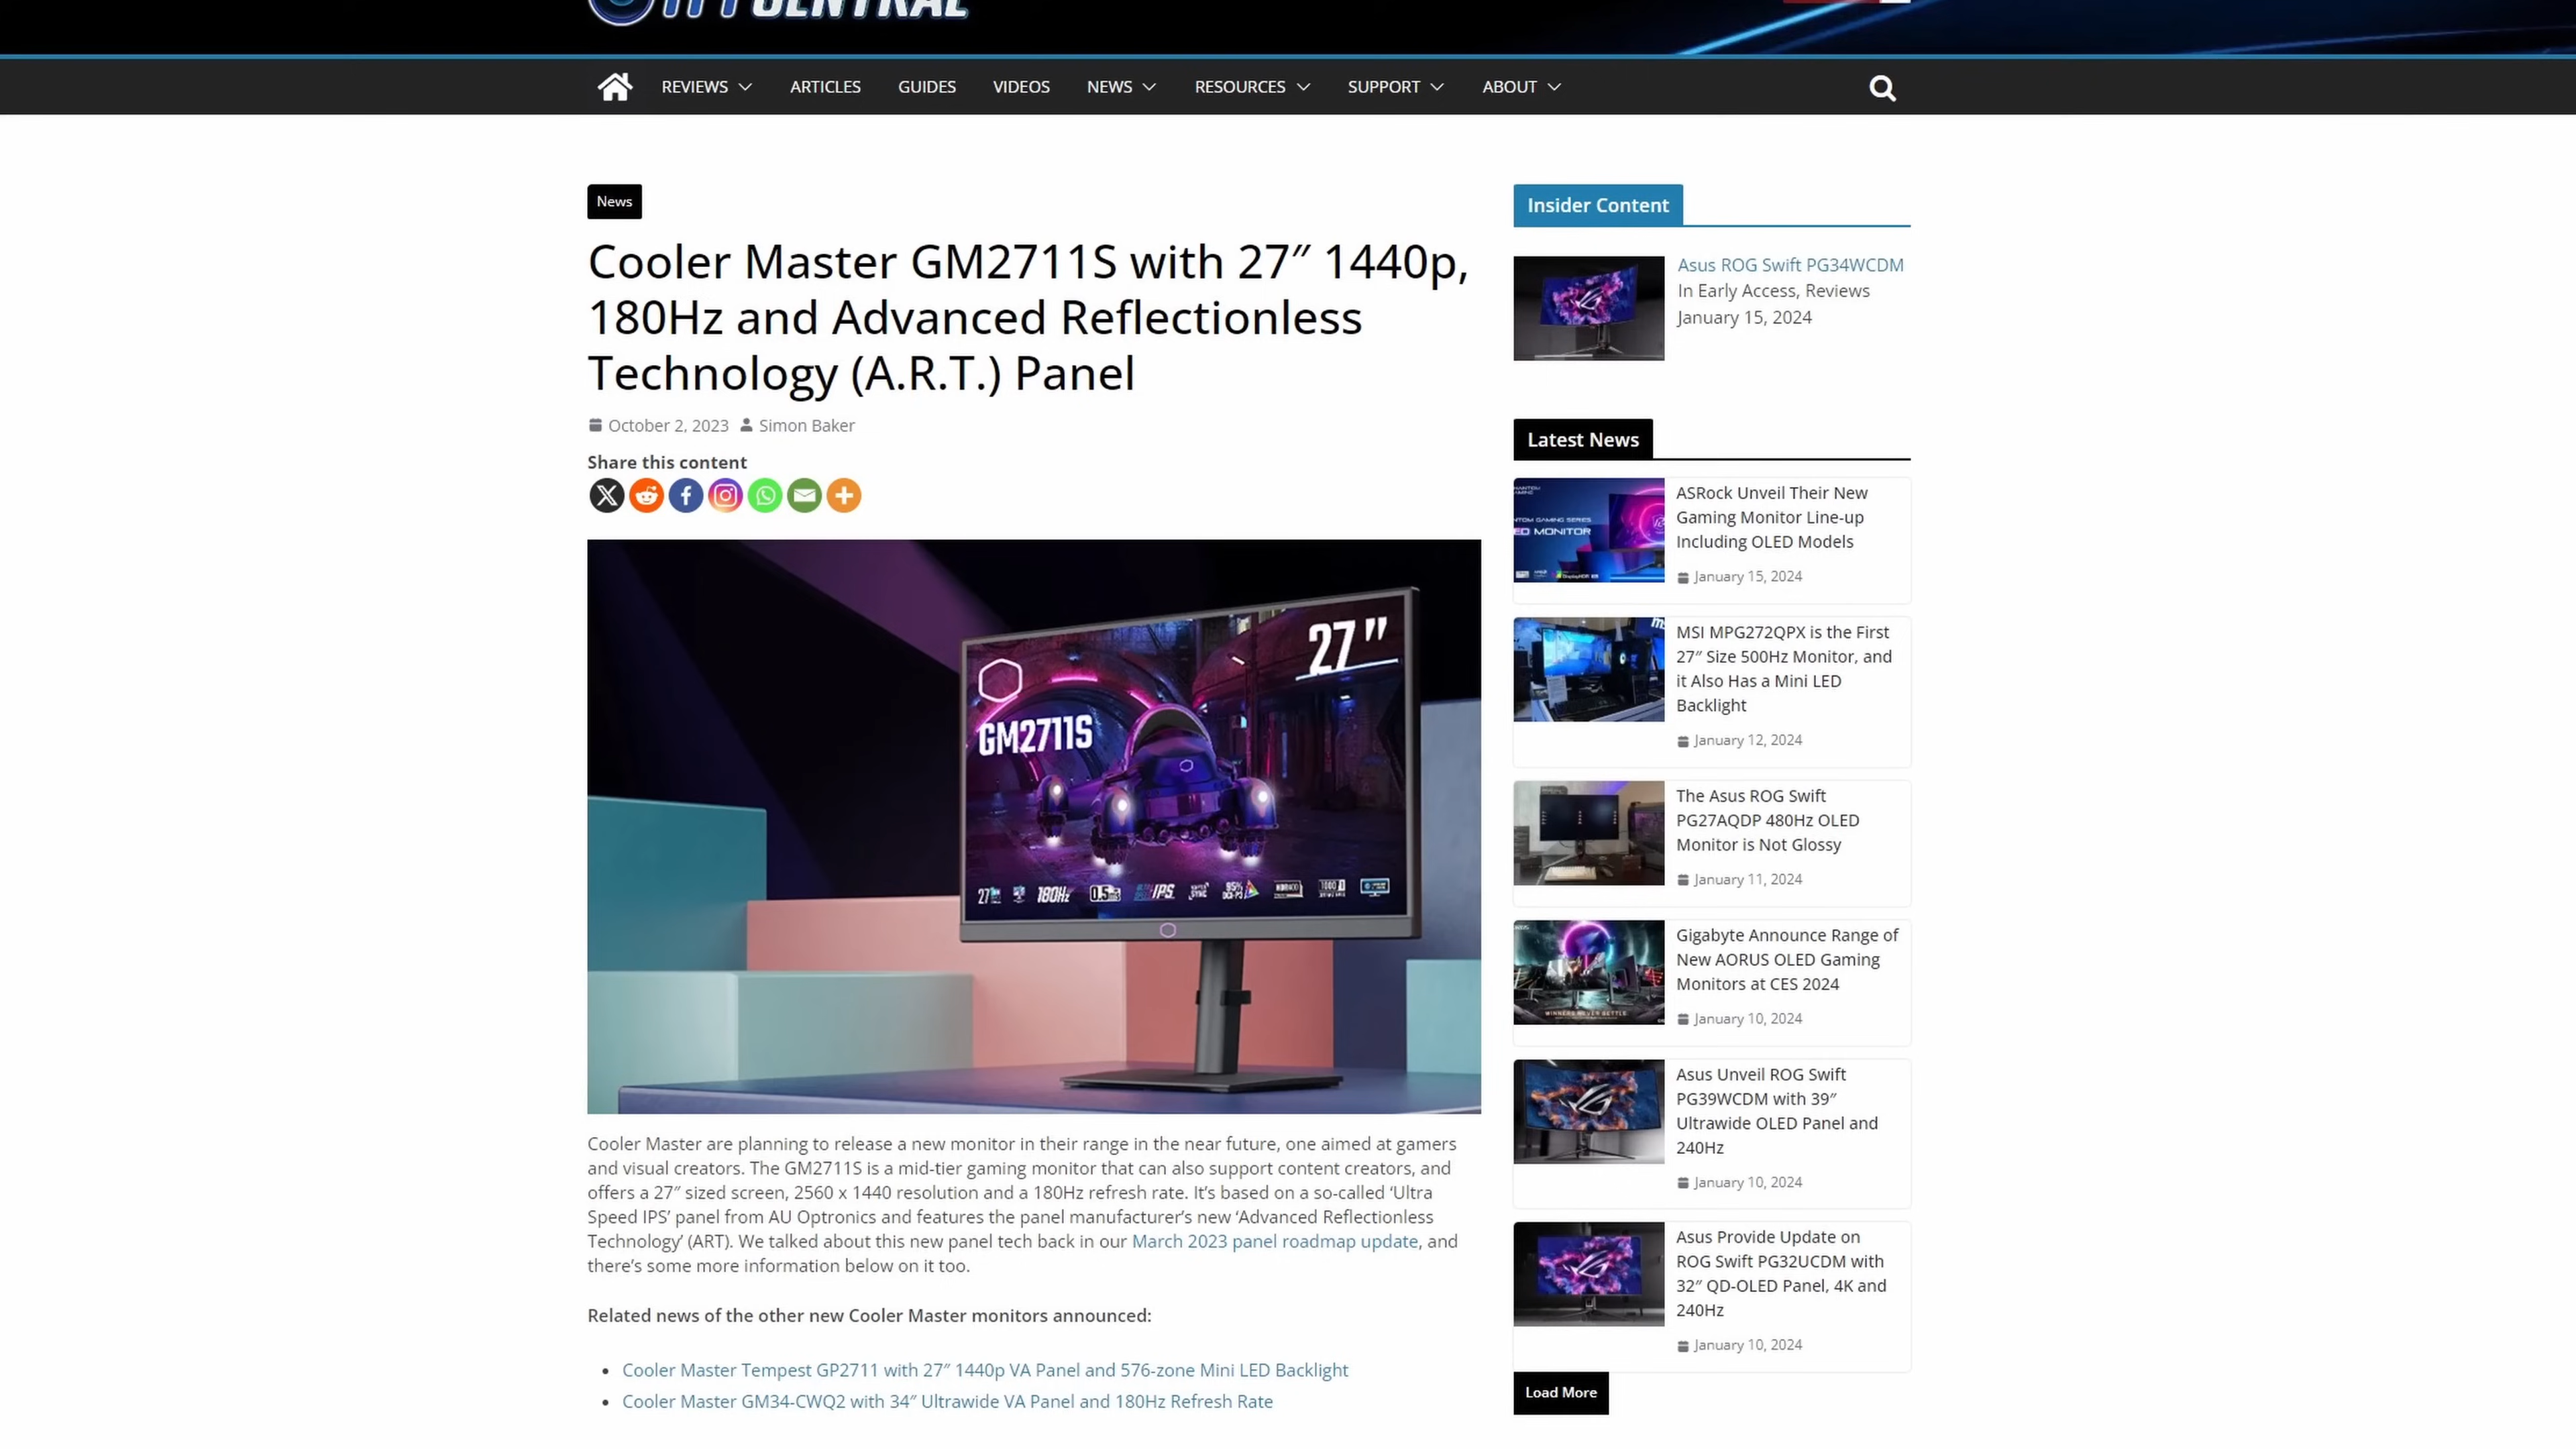 CENTRAL
REVIEWS
ARTICLES
GUIDES
VIDEOS
NEWS
RESOURCES
SUPPORT
ABOUT
News
Cooler Master GM2711S with 27″ 1440p,
180Hz and Advanced Reflectionless
Technology (A.R.T.) Panel
October 2, 2023 Simon Baker
Share this content
27"
GM2711S
27"
180Hz
0.5ms
IPS
95%
DCI-P3
Cooler Master are planning to release a new monitor in their range in the near future, one aimed at gamers
and visual creators. The GM2711S is a mid-tier gaming monitor that can also support content creators, and
offers a 27″ sized screen, 2560 x 1440 resolution and a 180Hz refresh rate. It’s based on a so-called ‘Ultra
Speed IPS’ panel from AU Optronics and features the panel manufacturer’s new ‘Advanced Reflectionless
Technology’ (ART). We talked about this new panel tech back in our March 2023 panel roadmap update, and
there’s some more information below on it too.
Related news of the other new Cooler Master monitors announced:
• Cooler Master Tempest GP2711 with 27″ 1440p VA Panel and 576-zone Mini LED Backlight
• Cooler Master GM34-CWQ2 with 34″ Ultrawide VA Panel and 180Hz Refresh Rate
Insider Content
Asus ROG Swift PG34WCDM
In Early Access, Reviews
January 15, 2024
Latest News
ASRock Unveil Their New
Gaming Monitor Line-up
Including OLED Models
January 15, 2024
MSI MPG272QPX is the First
27″ Size 500Hz Monitor, and
it Also Has a Mini LED
Backlight
January 12, 2024
The Asus ROG Swift
PG27AQDP 480Hz OLED
Monitor is Not Glossy
January 11, 2024
Gigabyte Announce Range of
New AORUS OLED Gaming
Monitors at CES 2024
January 10, 2024
WINNERS NEVER SETTLE
Asus Unveil ROG Swift
PG39WCDM with 39″
Ultrawide OLED Panel and
240Hz
January 10, 2024
Asus Provide Update on
ROG Swift PG32UCDM with
32″ QD-OLED Panel, 4K and
240Hz
January 10, 2024
Load More